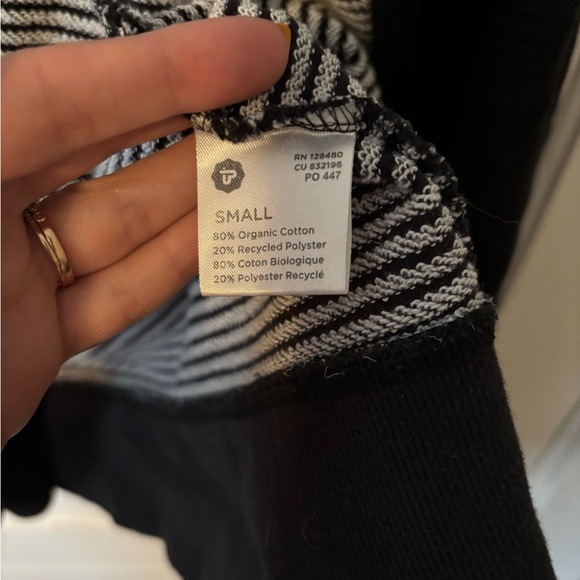 RN 128480
CU 832196
PO 447
SMALL
80% Organic Cotton
20% Recycled Polyster
80% Coton Biologique
20% Polyester Recyclé